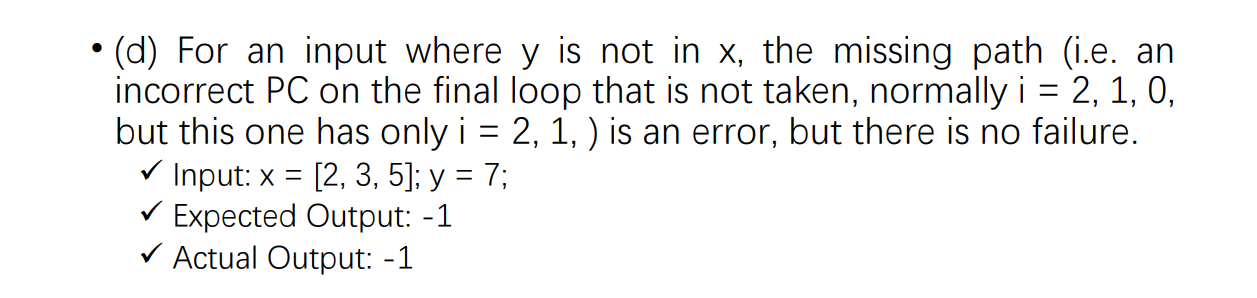 • (d) For an input where y is not in x, the missing path (i.e. an
incorrect PC on the final loop that is not taken, normally i = 2, 1, 0,
but this one has only i = 2, 1, ) is an error, but there is no failure.
✓ Input: x = [2, 3, 5]; y = 7;
✓ Expected Output: -1
✓ Actual Output: -1